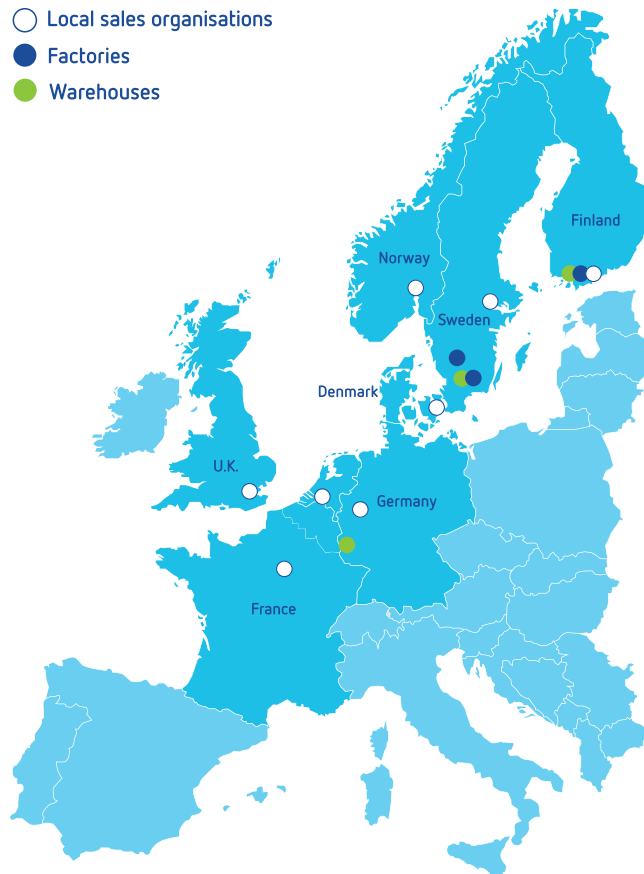 Local sales organisations
Factories
Warehouses
Finland
Norway
Sweden
Denmark
U.K.
Germany
France